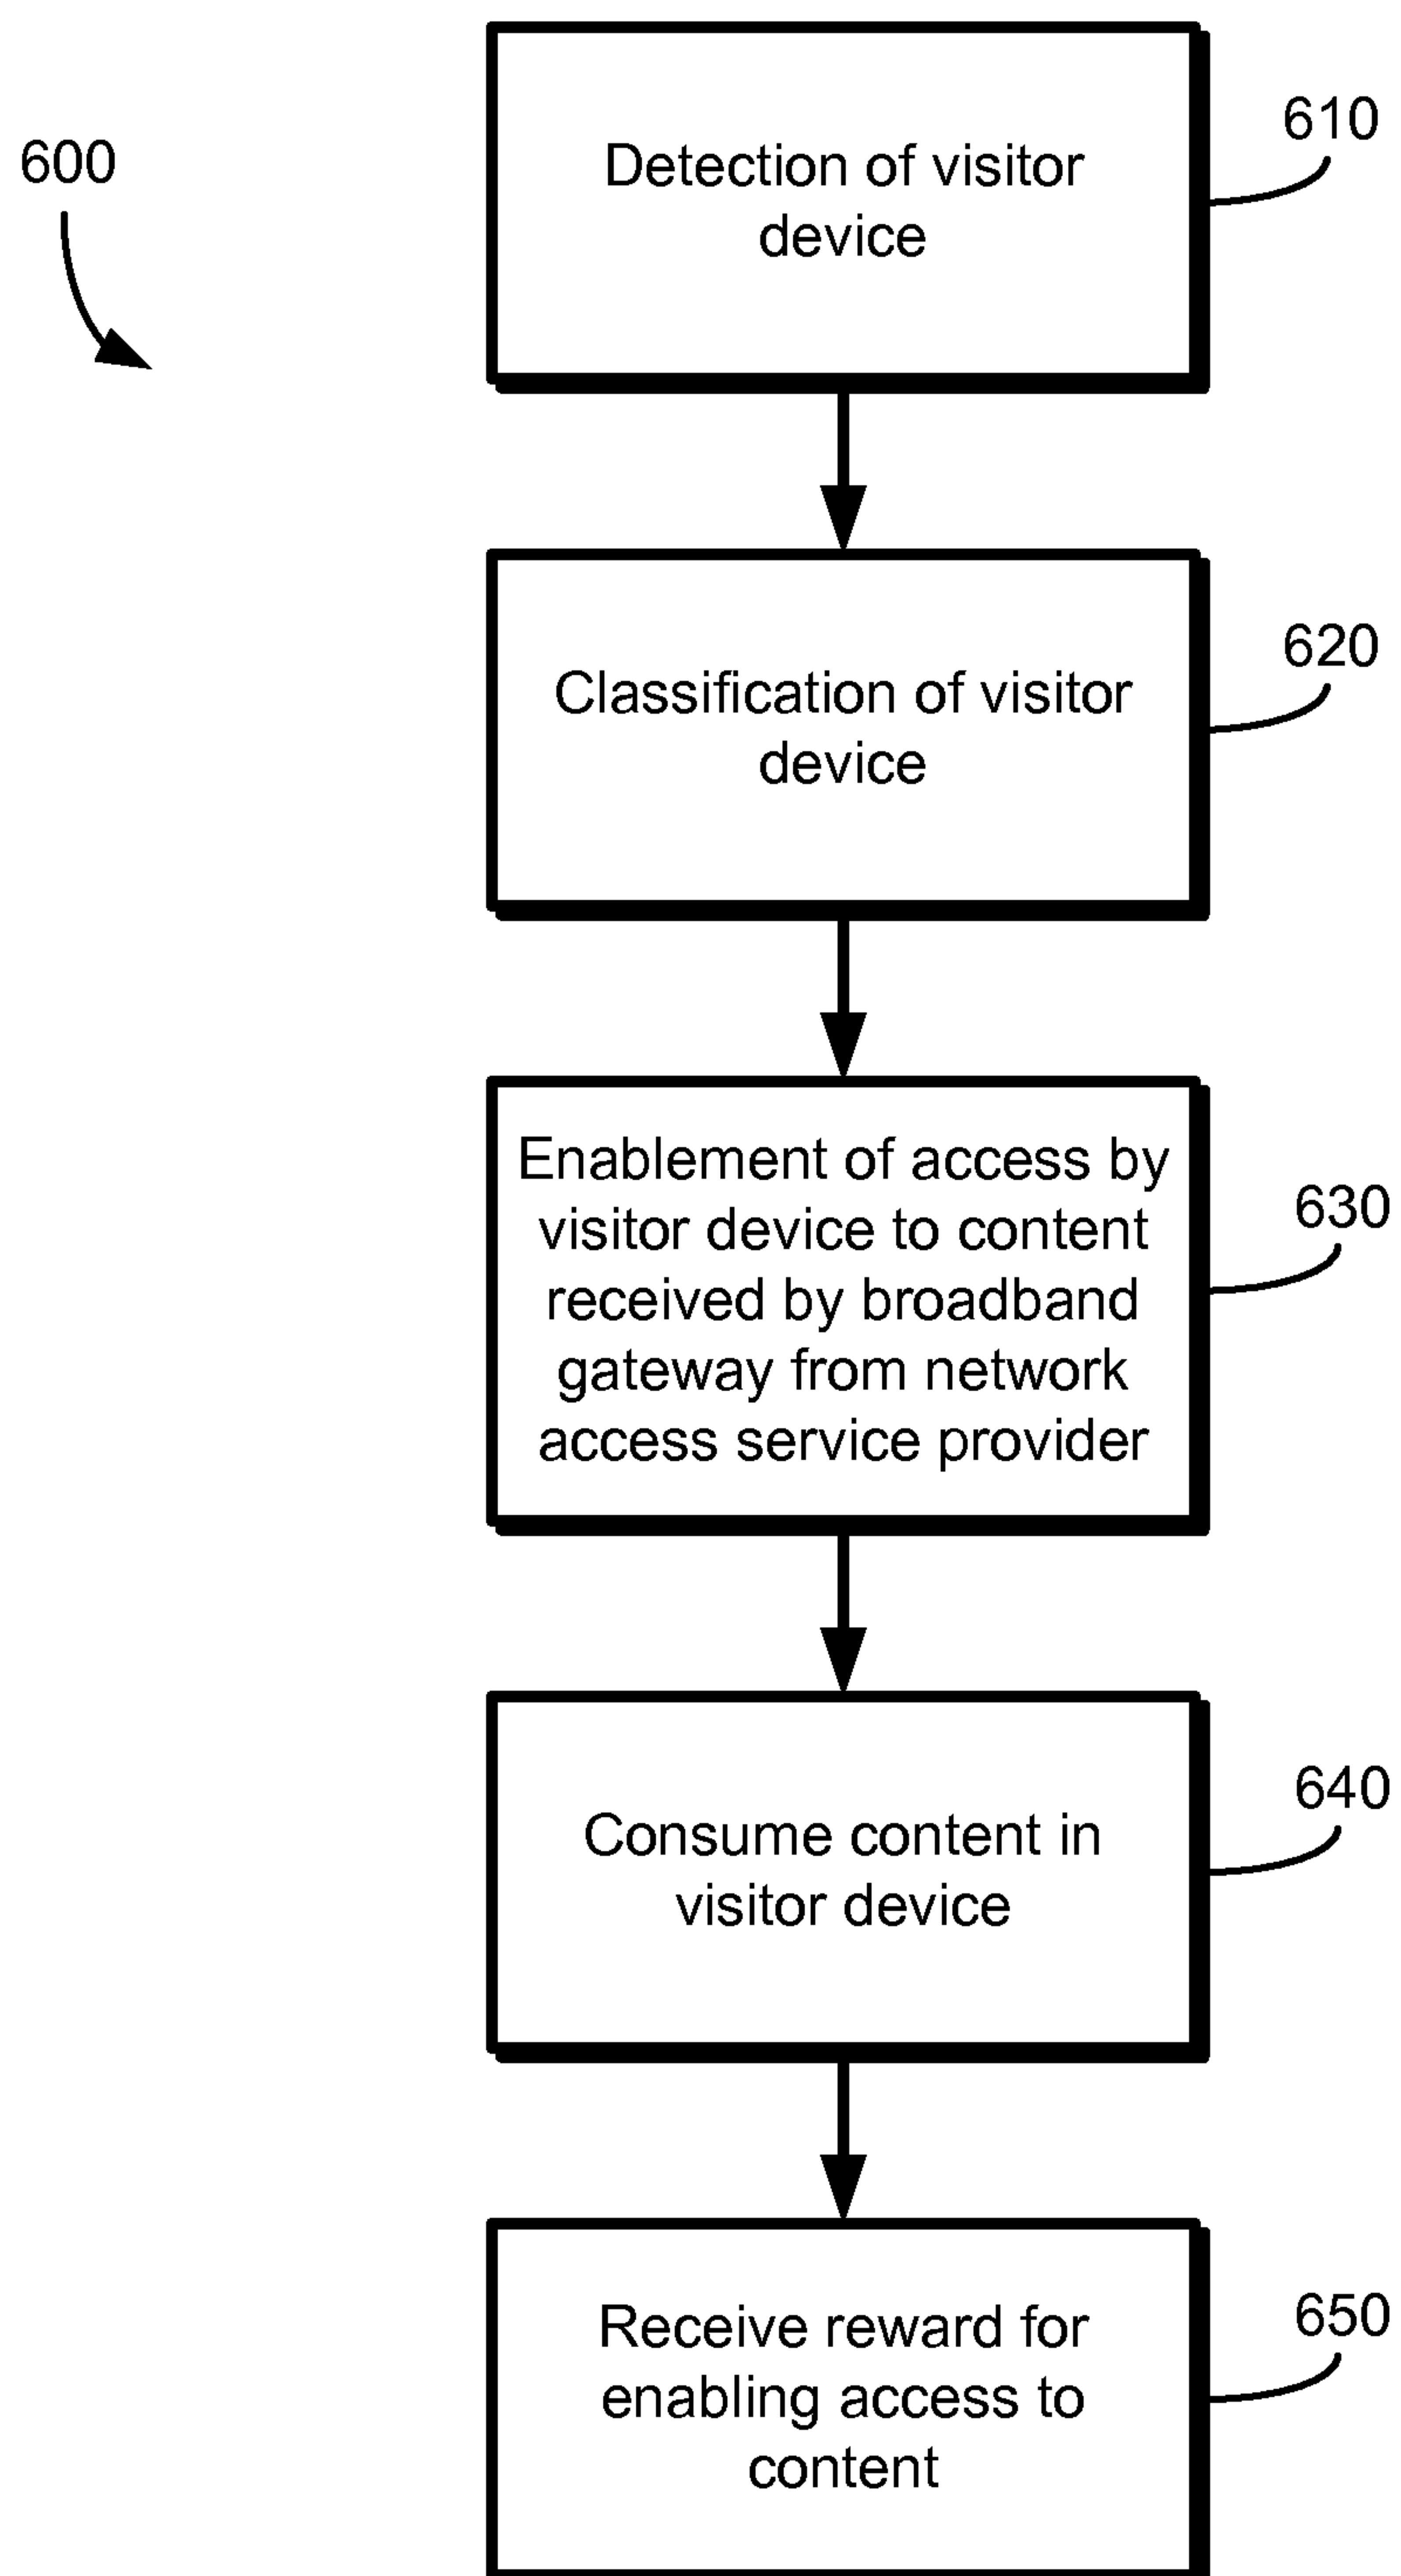 600
Detection of visitor
device
610
Classification of visitor
device
620
Enablement of access by
visitor device to content
received by broadband
gateway from network
access service provider
630
Consume content in
visitor device
640
Receive reward for
enabling access to
content
650